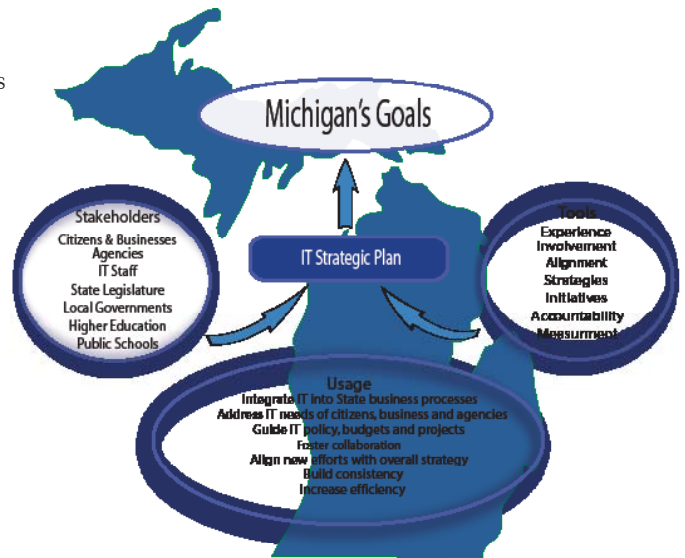 s
Michigan's Goals
IT Strategic Plan
Stakeholders
Citizens & Businesses
Agencies
IT Staff
State Legislature
Local Governments
Higher Education
Public Schools
Tools
Experience
Involvement
Alignment
Strategies
Initiatives
Accountability
Measurment
Usage
Integrate IT into State business processes
Address IT needs of citizens, business and agencies
Guide IT policy, budgets and projects
Foster collaboration
Align new efforts with overall strategy
Build consistency
Increase efficiency